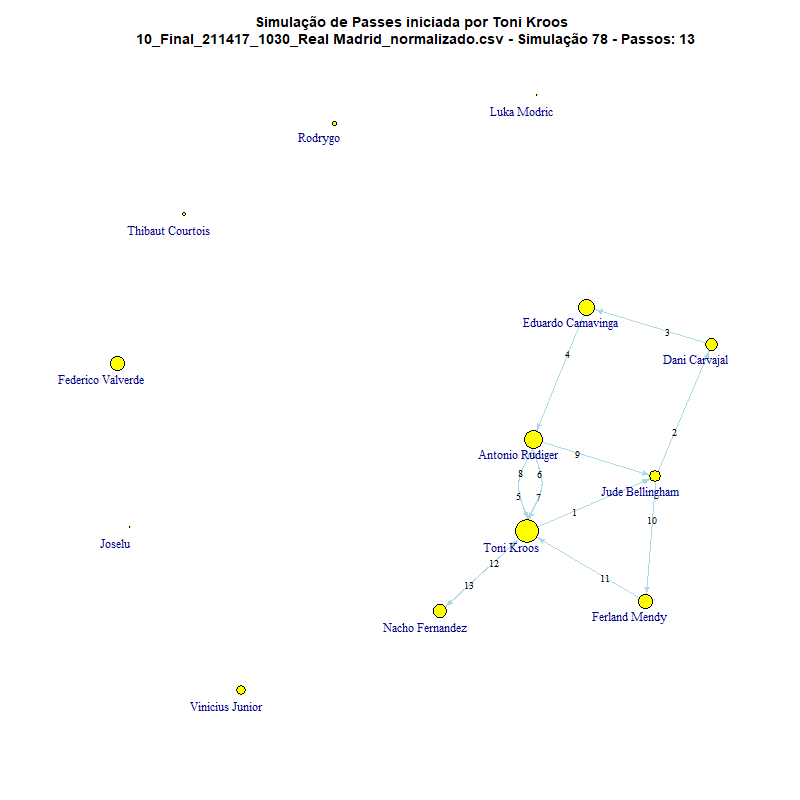 Simulação de Passes iniciada por Toni Kroos
10_Final_211417_1030_Real Madrid_normalizado.csv - Simulação 78 - Passos: 13
Luka Modric
Rodrygo
Thibaut Courtois
Eduardo Camavinga
3
Dani Carvajal
4
Federico Valverde
2
Antonio Rudiger
9
8
6
Jude Bellingham
5
7
1
10
Joselu
Toni Kroos
12
11
13
Ferland Mendy
Nacho Fernandez
Vinicius Junior